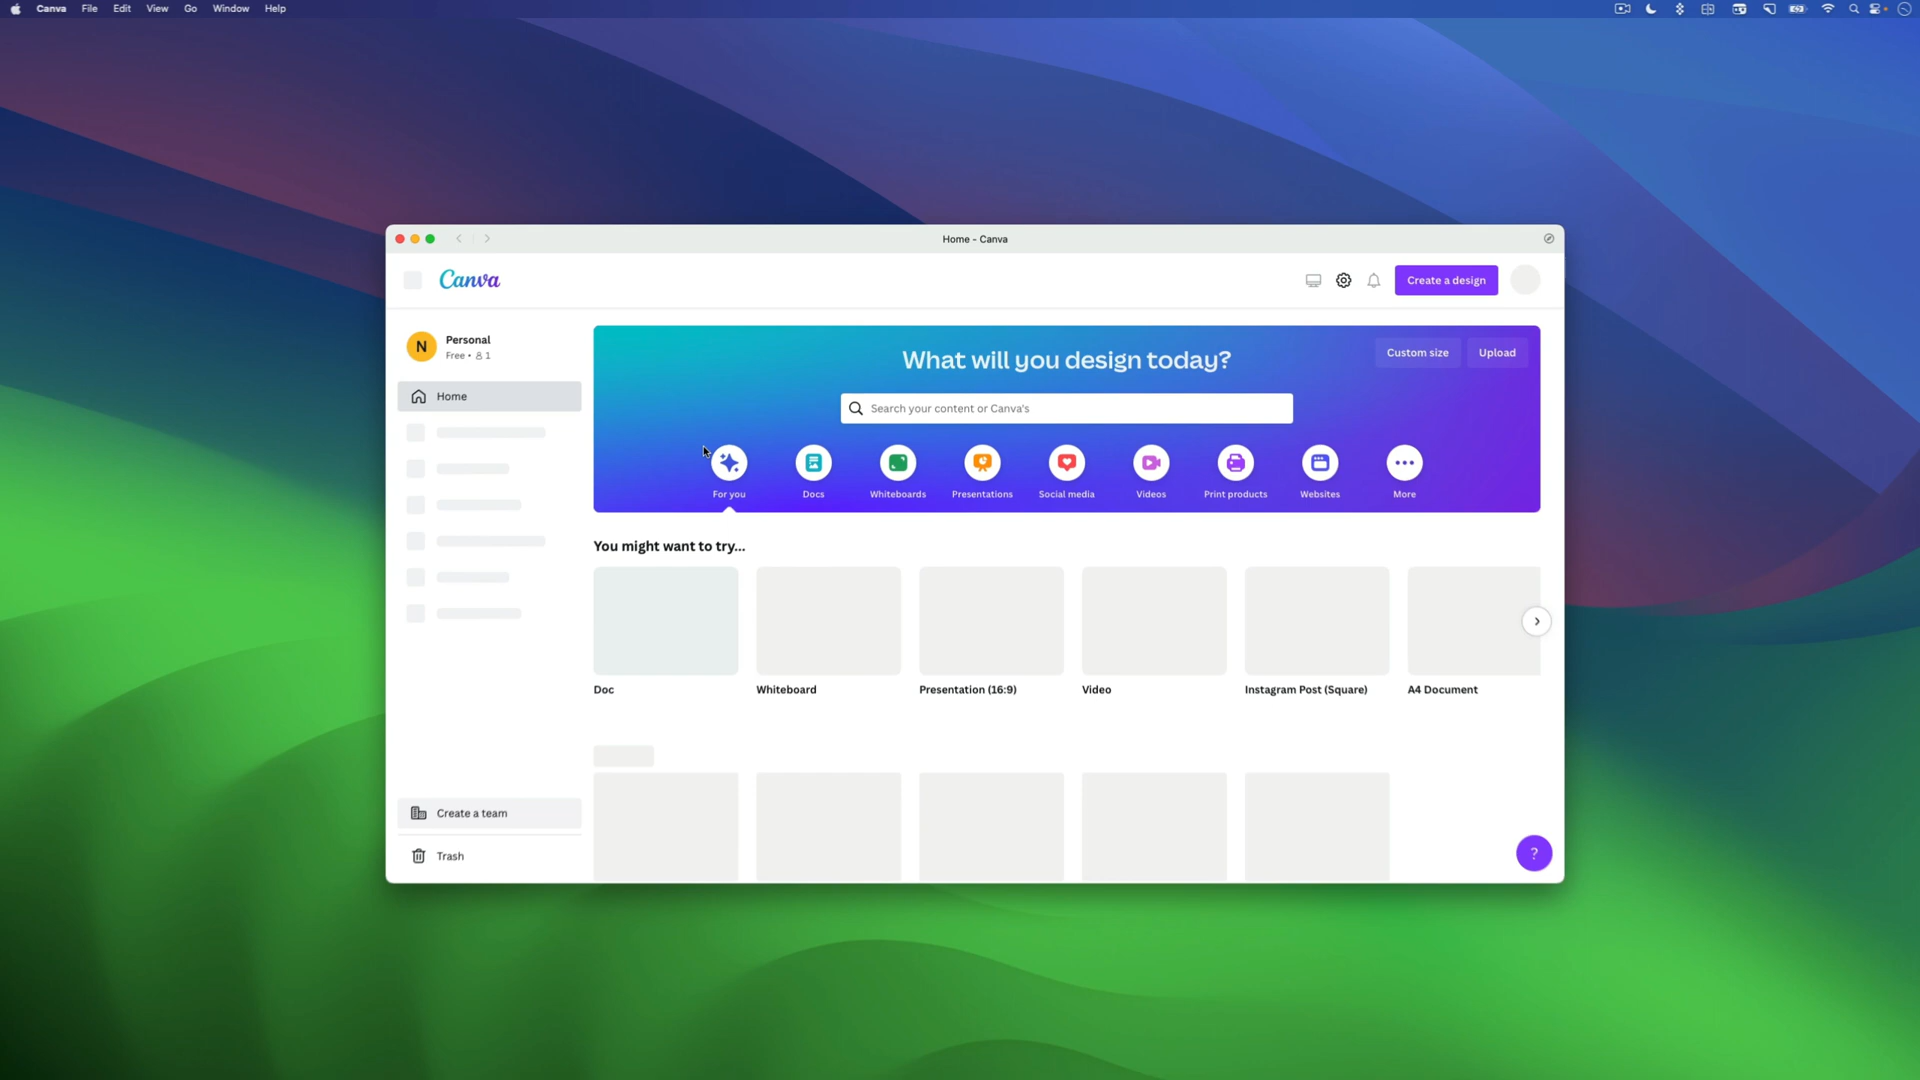 Canva File Edit View Go Window Help
Home - Canva
Canva
Create a design
N
Personal
Free • 1
Home
Create a team
Trash
What will you design today?
Custom size
Upload
Search your content or Canva's
For you
Docs
Whiteboards
Presentations
Social media
Videos
Print products
Websites
More
You might want to try...
Doc
Whiteboard
Presentation (16:9)
Video
Instagram Post (Square)
A4 Document
?